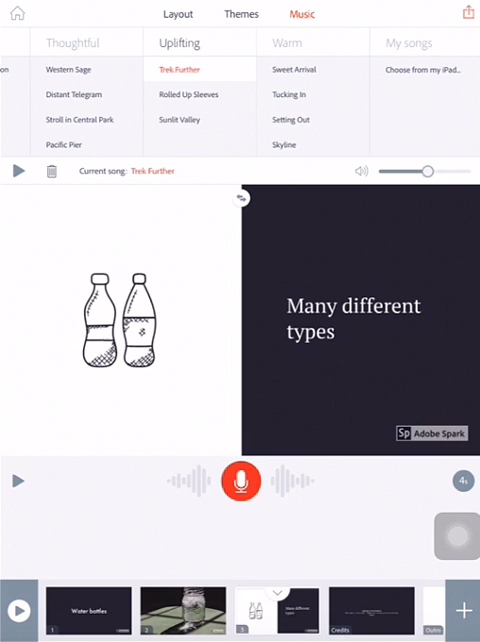 Layout Themes Music
Thoughtful Uplifting Warm My songs
on Western Sage Trek Further Sweet Arrival Choose from my iPad...
Distant Telegram Rolled Up Sleeves Tucking In
Stroll in Central Park Sunlit Valley Setting Out
Pacific Pier Skyline
Current song: Trek Further
Many different
types
Sp Adobe Spark
4s
Water bottles
Many different
types
1 2 3 Credits Outro